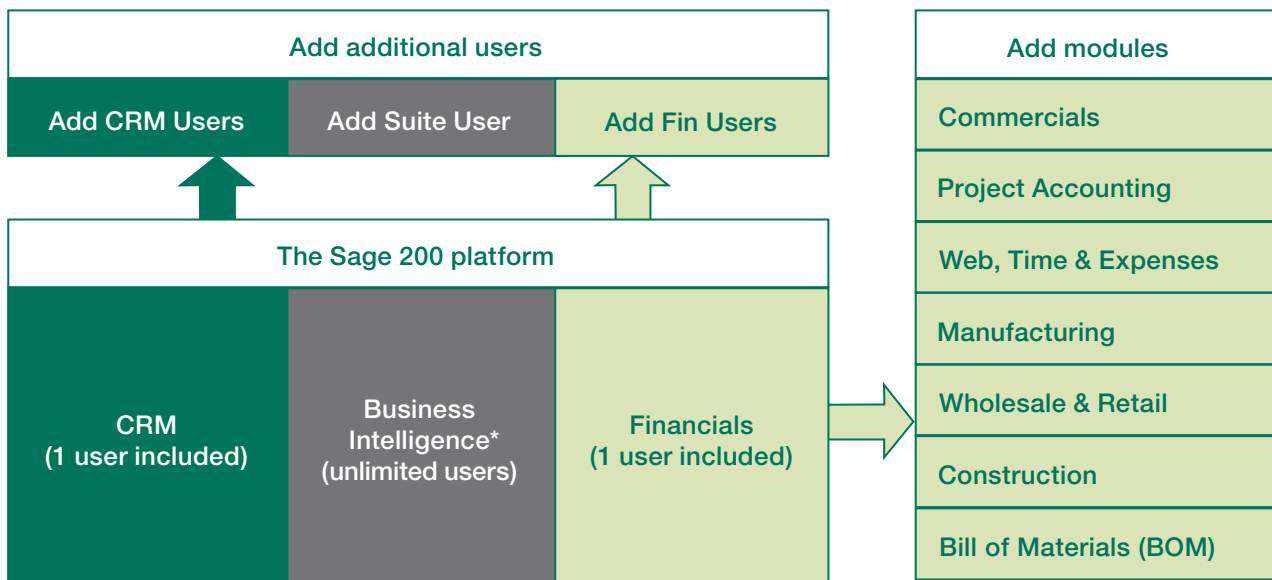 Add additional users
Add CRM Users
Add Suite User
Add Fin Users
The Sage 200 platform
CRM
(1 user included)
Business
Intelligence*
(unlimited users)
Financials
(1 user included)
Add modules
Commercials
Project Accounting
Web, Time & Expenses
Manufacturing
Wholesale & Retail
Construction
Bill of Materials (BOM)